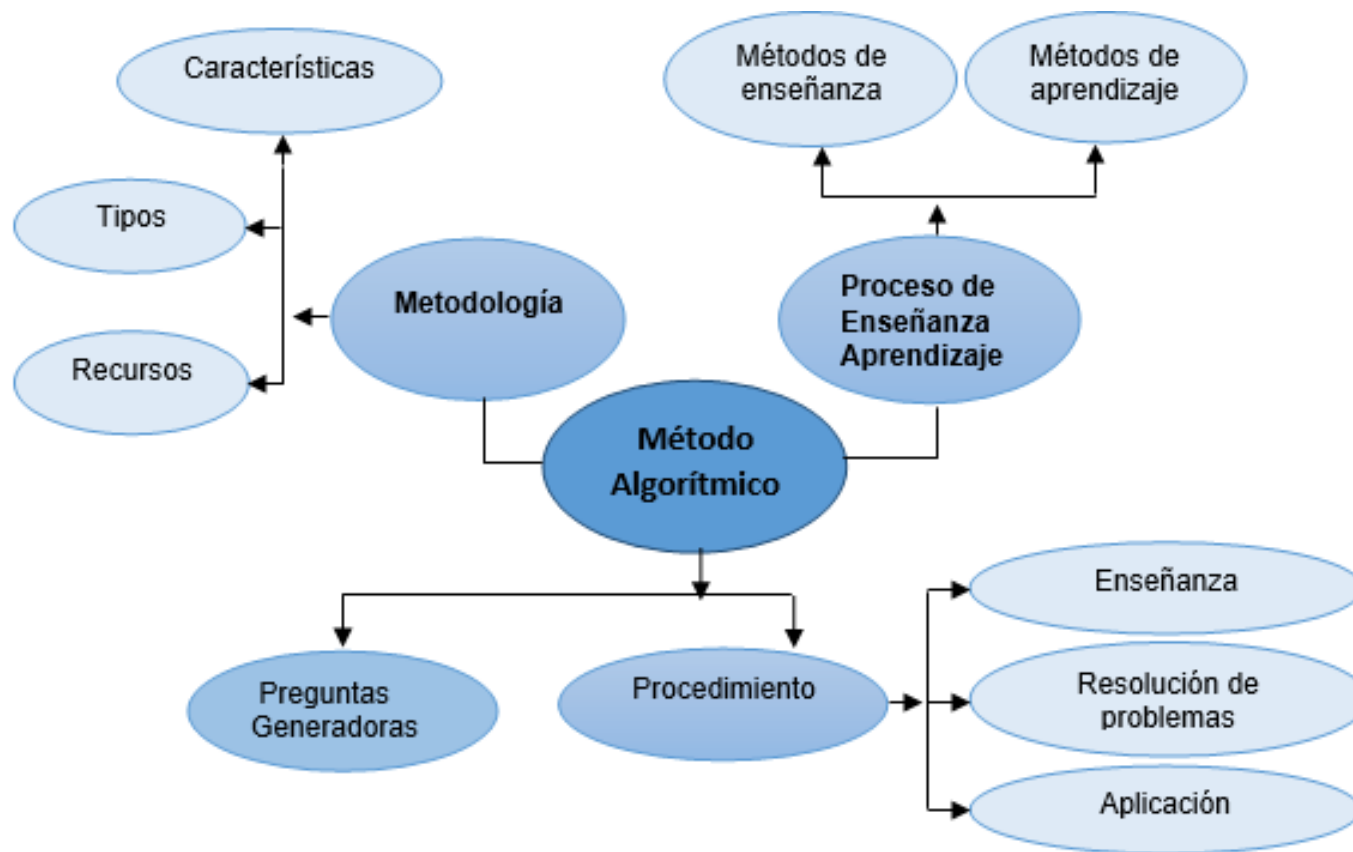 Característícas
Métodos de
enseñanza
Métodos de
aprendizaje
Tipos
Metodología
Proceso de
Enseñanza
Aprendizaje
Recursos
Método
Algorítmico
Enseñanza
Preguntas
Generadoras
Procedimiento
Resolución de
problemas
Aplicación